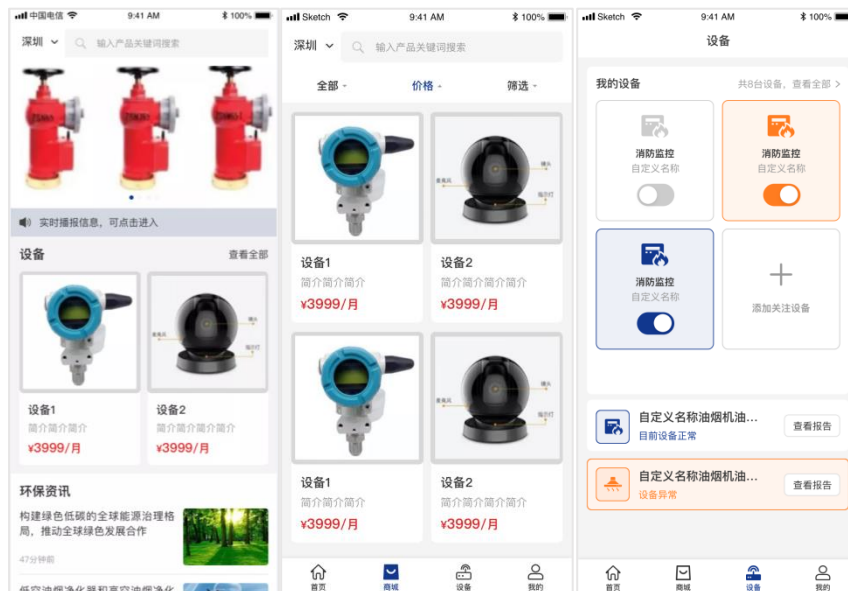 中国电信 9:41 AM 100%
深圳 输入产品关键词搜索
实时播报信息，可点击进入
设备 查看全部
设备1 设备2
简介简介简介 简介简介简介简介
¥3999/月 ¥3999/月
环保资讯
构建绿色低碳的全球能源治理格
局，推动全球绿色发展合作
47分钟前
低空油烟净化器和高空油烟净化
Sketch 9:41 AM 100%
深圳 输入产品关键词搜索
全部 价格 筛选
设备1 设备2
简介简介简介 简介简介简介简介
¥3999/月 ¥3999/月
设备1 设备2
简介简介简介 简介简介简介简介
¥3999/月 ¥3999/月
首页 商城 设备 我的
Sketch 9:41 AM 100%
设备
我的设备 共8台设备，查看全部 >
消防监控 消防监控
自定义名称 自定义名称
消防监控
自定义名称 添加关注设备
自定义名称油烟机油...
目前设备正常 查看报告
自定义名称油烟机油...
设备异常 查看报告
首页 商城 设备 我的